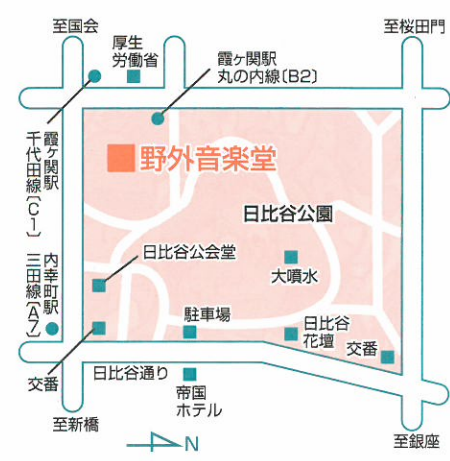 至国会
至桜田門
厚生
労働省
霞ヶ関駅
丸の内線〔B2〕
霞ヶ関駅
千代田線〔C1〕
野外音楽堂
日比谷公園
日比谷公会堂
大噴水
内幸町駅
三田線〔A7〕
駐車場
日比谷
花壇
交番
交番
日比谷通り
帝国
ホテル
至新橋
至銀座
N